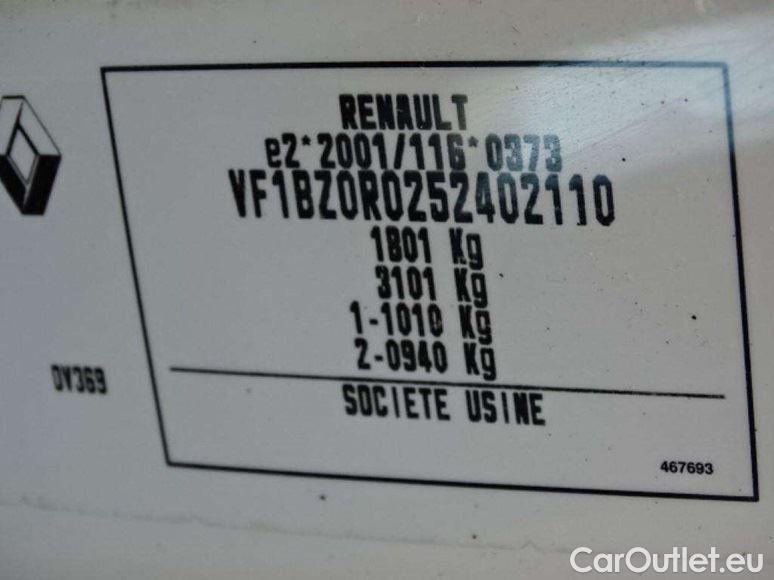 RENAULT
e2*2001/116*0373
VF1BZ0R0252402110
1801 Kg
3101 Kg
1-1010 Kg
2-0940 Kg
SOCIETE USINE
DV369
467693
CarOutlet.eu